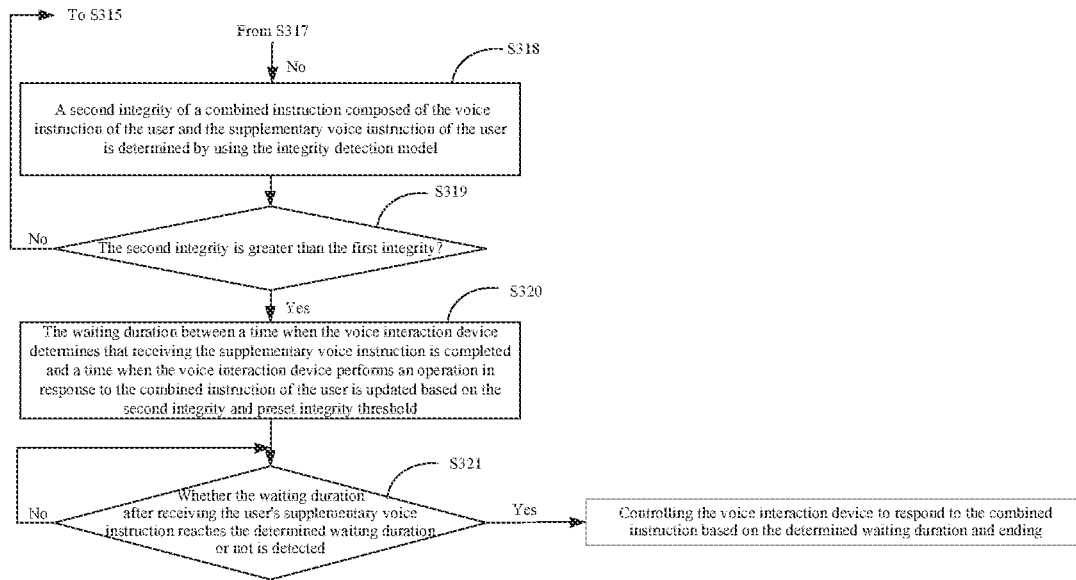 To S315
From S317
No
S318
A second integrity of a combined instruction composed of the voice
instruction of the user and the supplementary voice instruction of the user
is determined by using the integrity detection model
S319
No
The second integrity is greater than the first integrity?
Yes
S320
The waiting duration between a time when the voice interaction device
determines that receiving the supplementary voice instruction is completed
and a time when the voice interaction device performs an operation in
response to the combined instruction of the user is updated based on the
second integrity and preset integrity threshold
S321
No
Whether the waiting duration
after receiving the user's supplementary voice
instruction reaches the determined waiting duration
or not is detected
Yes
Controlling the voice interaction device to respond to the combined
instruction based on the determined waiting duration and ending